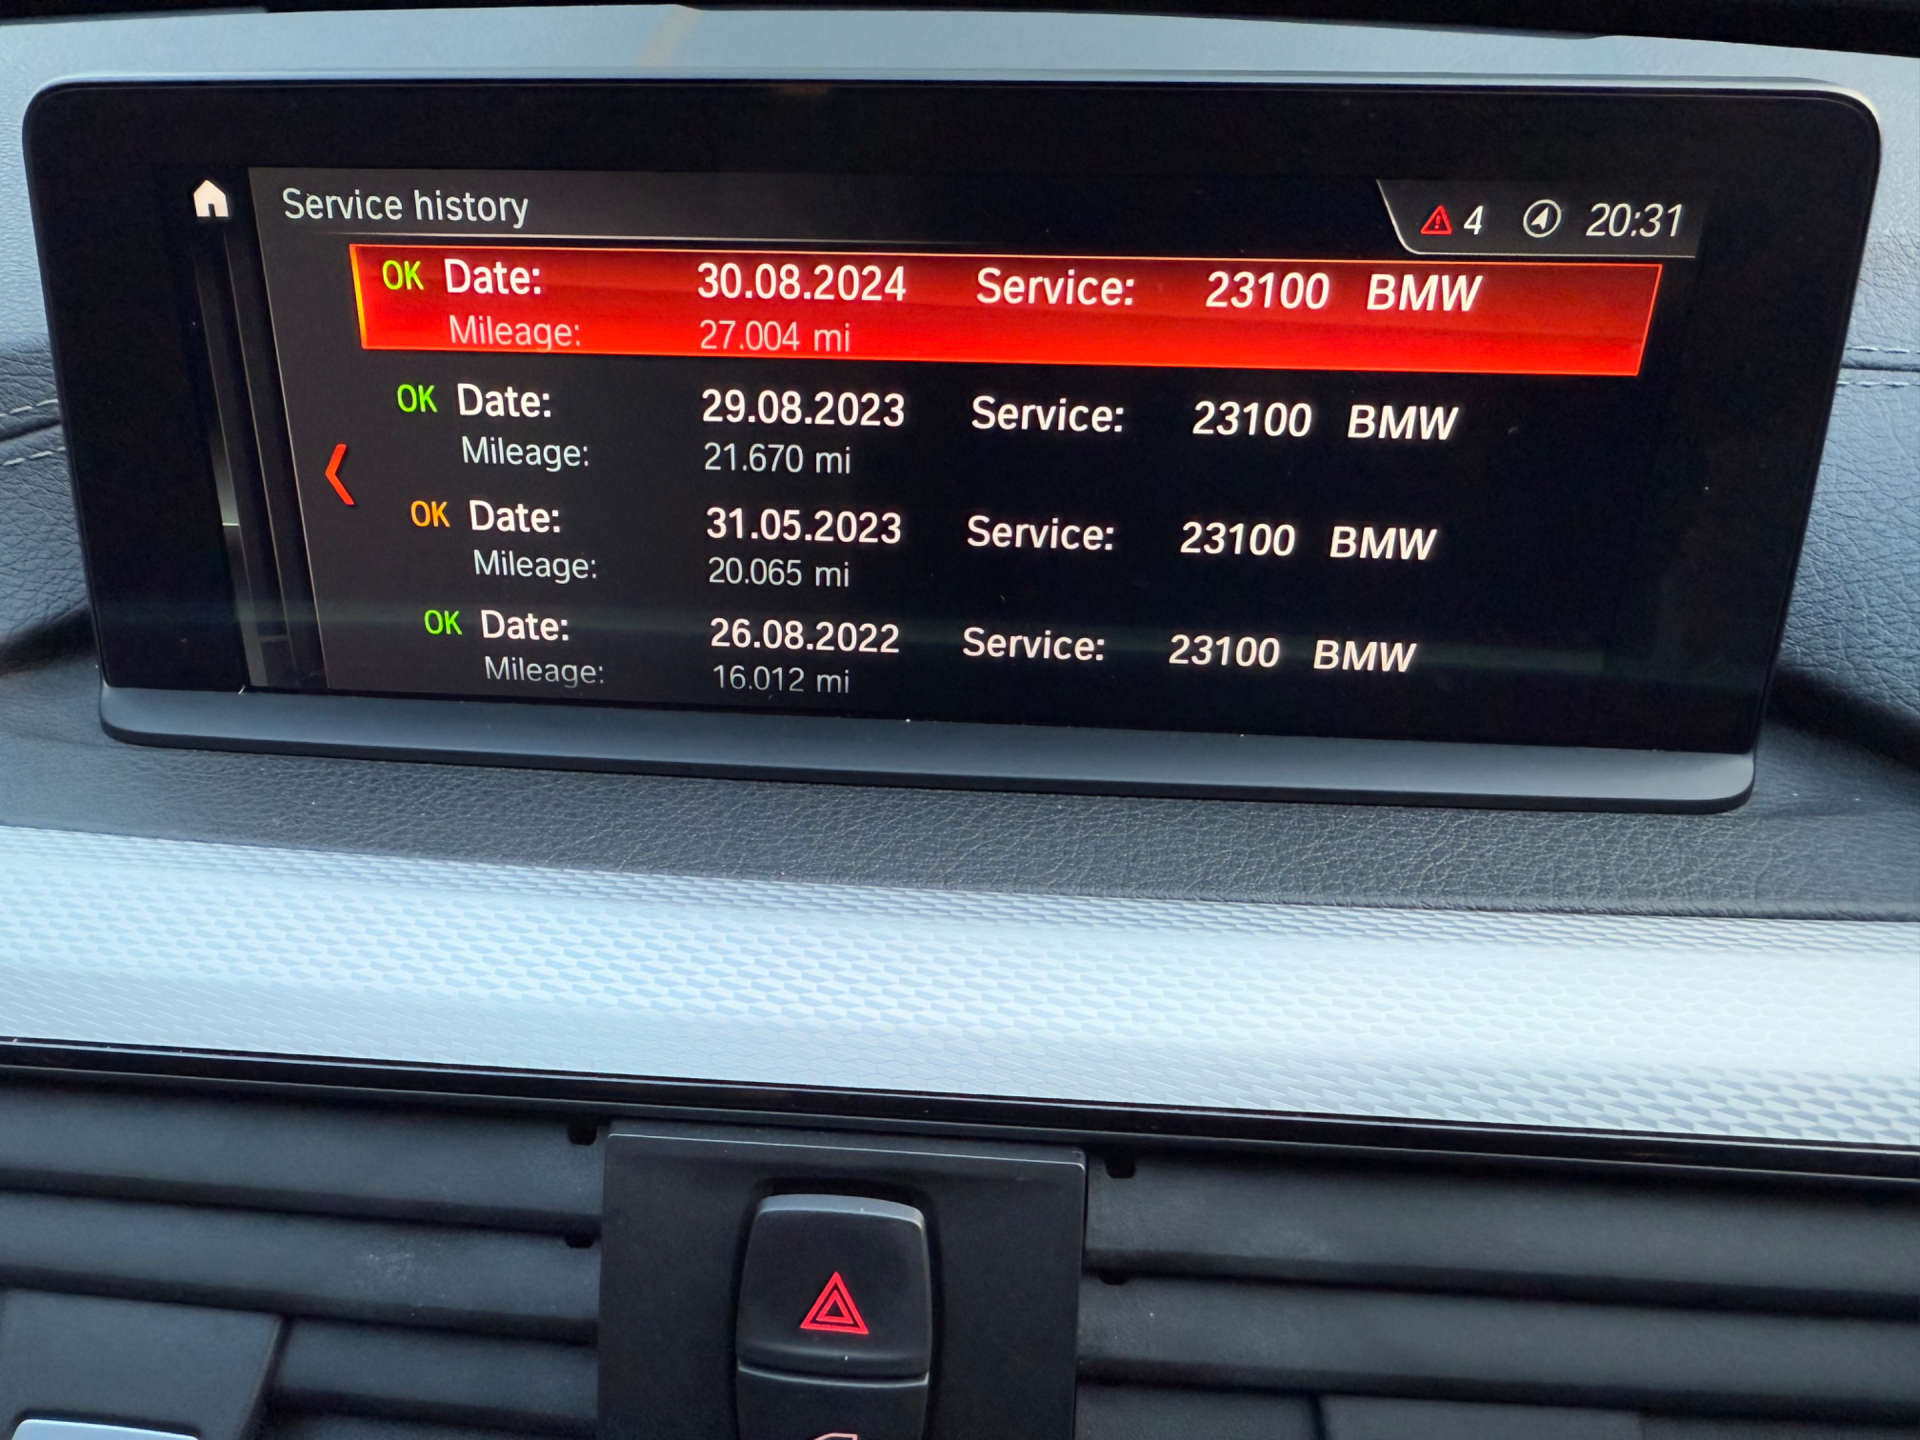 Service history
4 20:31
OK Date: 30.08.2024 Service: 23100 BMW
Mileage: 27.004 mi
OK Date: 29.08.2023 Service: 23100 BMW
Mileage: 21.670 mi
OK Date: 31.05.2023 Service: 23100 BMW
Mileage: 20.065 mi
OK Date: 26.08.2022 Service: 23100 BMW
Mileage: 16.012 mi